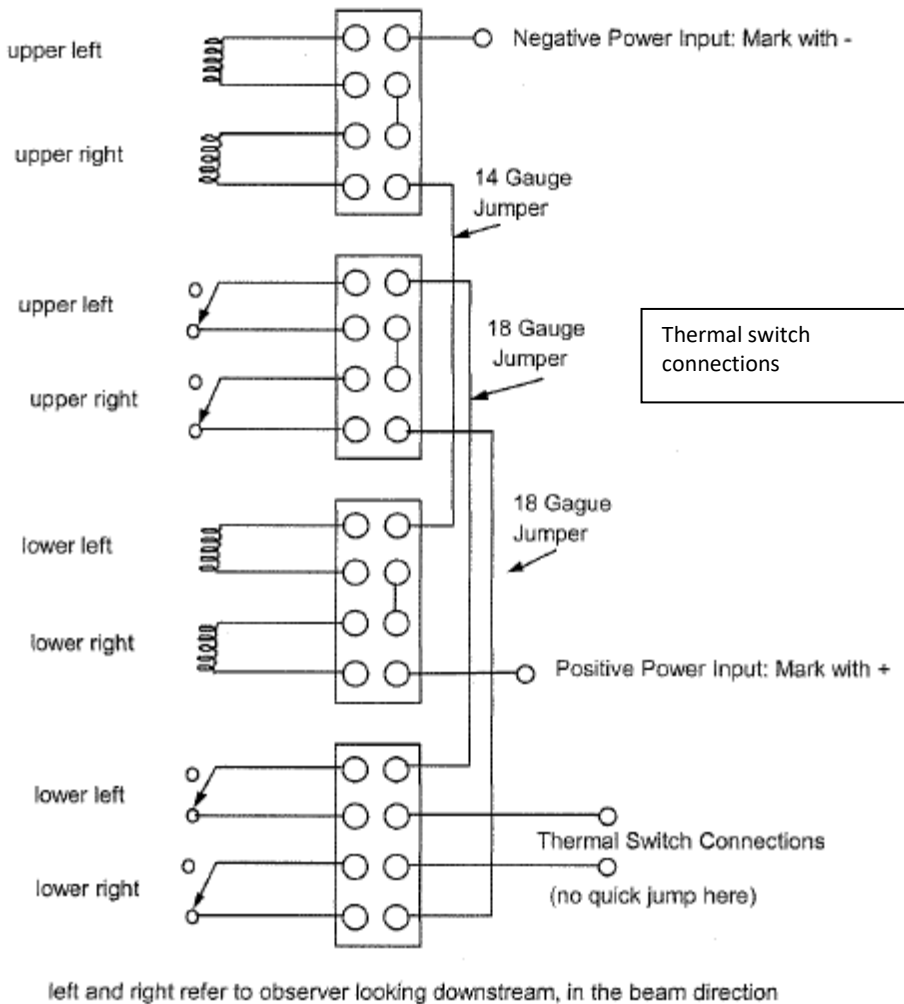 upper left
Negative Power Input: Mark with -
upper right
14 Gauge
Jumper
upper left
18 Gauge
Jumper
Thermal switch
connections
upper right
18 Gague
Jumper
lower left
lower right
Positive Power Input: Mark with +
lower left
Thermal Switch Connections
lower right
(no quick jump here)
left and right refer to observer looking downstream, in the beam direction